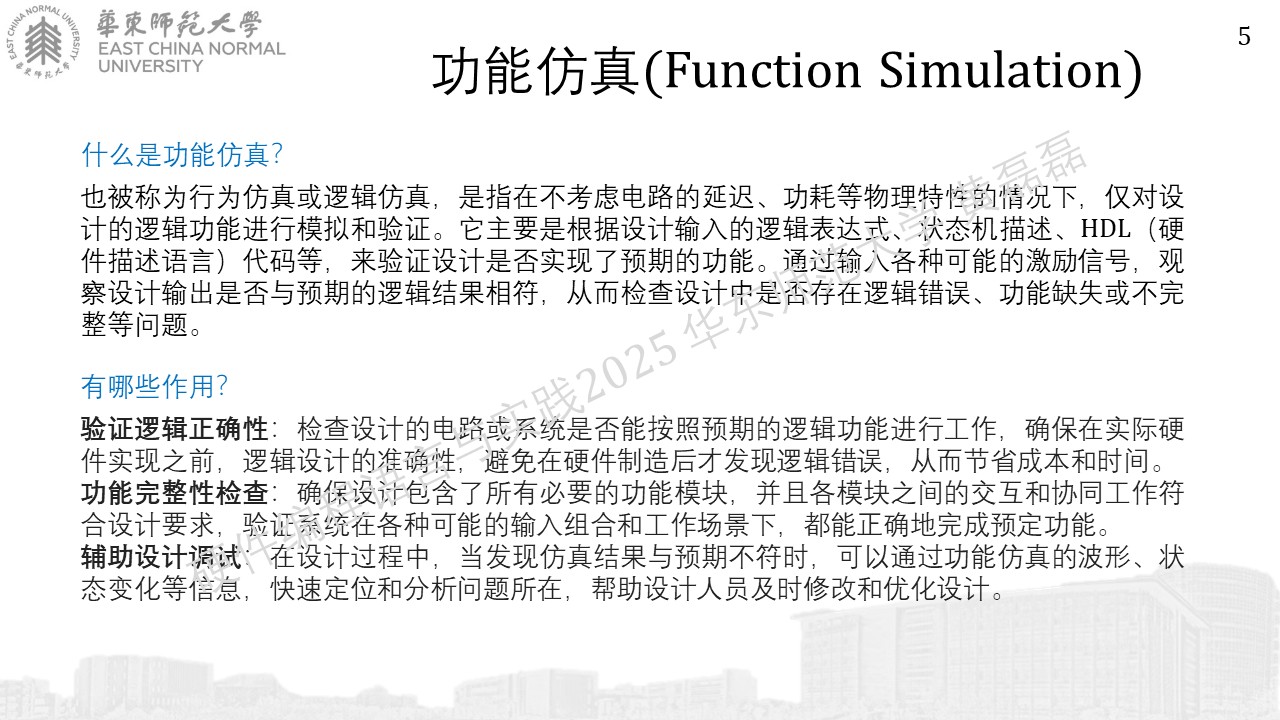 EAST CHINA NORMAL UNIVERSITY
華東師範大學
華東師範大學
EAST CHINA NORMAL
UNIVERSITY
5
功能仿真(Function Simulation)
什么是功能仿真？
也被称为行为仿真或逻辑仿真，是指在不考虑电路的延迟、功耗等物理特性的情况下，仅对设
计的逻辑功能进行模拟和验证。它主要是根据设计输入的逻辑表达式、状态机描述、HDL（硬
件描述语言）代码等，来验证设计是否实现了预期的功能。通过输入各种可能的激励信号，观
察设计输出是否与预期的逻辑结果相符，从而检查设计中是否存在逻辑错误、功能缺失或不完
整等问题。
有哪些作用？
验证逻辑正确性：检查设计的电路或系统是否能按照预期的逻辑功能进行工作，确保在实际硬
件实现之前，逻辑设计的准确性，避免在硬件制造后才发现逻辑错误，从而节省成本和时间。
功能完整性检查：确保设计包含了所有必要的功能模块，并且各模块之间的交互和协同工作符
合设计要求，验证系统在各种可能的输入组合和工作场景下，都能正确地完成预定功能。
辅助设计调试：在设计过程中，当发现仿真结果与预期不符时，可以通过功能仿真的波形、状
态变化等信息，快速定位和分析问题所在，帮助设计人员及时修改和优化设计。
硬件编程语言与实践2025 华东师范大学 黄磊磊